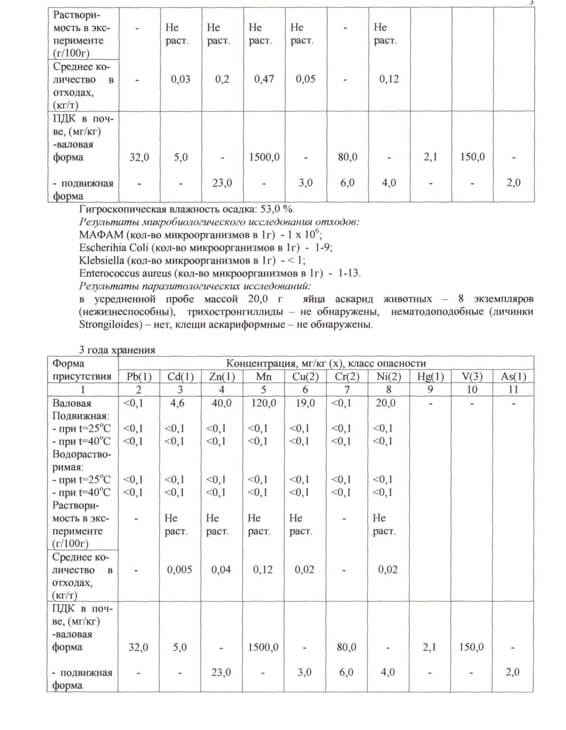 3
Раствори- - Не Не Не Не - Не
мость в экс- раст. раст. раст. раст. раст.
перименте
(г/100г)
Среднее ко-
личество в - 0,03 0,2 0,47 0,05 - 0,12
отходах,
(кг/т)
ПДК в поч-
ве, (мг/кг)
-валовая
форма 32,0 5,0 - 1500,0 - 80,0 - 2,1 150,0 -
- подвижная - - 23,0 - 3,0 6,0 4,0 - - 2,0
форма
Гигроскопическая влажность осадка: 53,0 %.
Результаты микробиологического исследования отходов:
МАФАМ (кол-во микроорганизмов в 1г) - 1 х 10⁶;
Escherihia Coli (кол-во микроорганизмов в 1г) - 1-9;
Klebsiella (кол-во микроорганизмов в 1г) - < 1;
Enterococcus aureus (кол-во микроорганизмов в 1г) - 1-13.
Результаты паразитологических исследований:
в усредненной пробе массой 20,0 г яйца аскарид животных – 8 экземпляров
(нежизнеспособны), трихостронгиллиды – не обнаружены, нематодоподобные (личинки
Strongiloides) – нет, клещи аскариформные – не обнаружены.
3 года хранения
Форма Концентрация, мг/кг (х), класс опасности
присутствия Pb(1) Cd(1) Zn(1) Mn Cu(2) Cr(2) Ni(2) Hg(1) V(3) As(1)
1 2 3 4 5 6 7 8 9 10 11
Валовая <0,1 4,6 40,0 120,0 19,0 <0,1 20,0 - - -
Подвижная:
- при t=25°C <0,1 <0,1 <0,1 <0,1 <0,1 <0,1 <0,1
- при t=40°C <0,1 <0,1 <0,1 <0,1 <0,1 <0,1 <0,1
Водораство-
римая:
- при t=25°C <0,1 <0,1 <0,1 <0,1 <0,1 <0,1 <0,1
- при t=40°C <0,1 <0,1 <0,1 <0,1 <0,1 <0,1 <0,1
Раствори-
мость в экс- - Не Не Не Не - Не
перименте раст. раст. раст. раст. раст.
(г/100г)
Среднее ко-
личество в - 0,005 0,04 0,12 0,02 - 0,02
отходах,
(кг/т)
ПДК в поч-
ве, (мг/кг)
-валовая
форма 32,0 5,0 - 1500,0 - 80,0 - 2,1 150,0 -
- подвижная - - 23,0 - 3,0 6,0 4,0 - - 2,0
форма